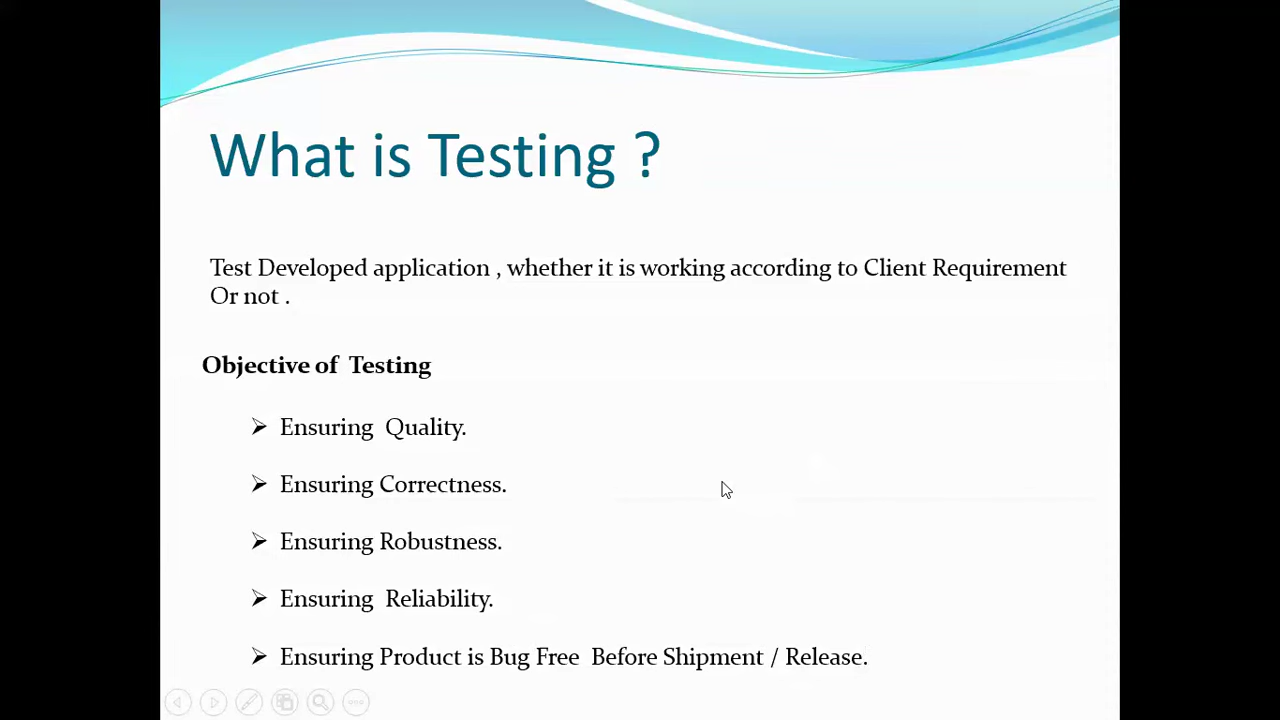 What is Testing ?
Test Developed application , whether it is working according to Client Requirement
Or not .
Objective of  Testing
➢ Ensuring  Quality.
➢ Ensuring Correctness.
➢ Ensuring Robustness.
➢ Ensuring  Reliability.
➢ Ensuring Product is Bug Free  Before Shipment / Release.